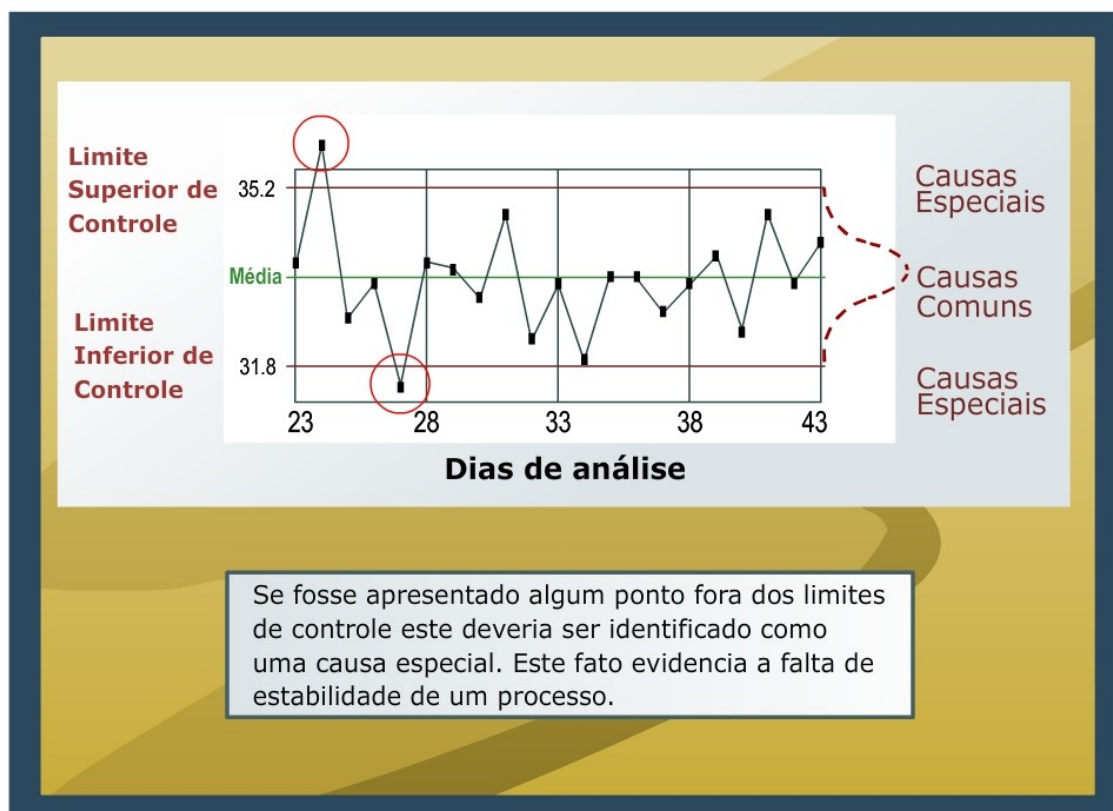 Limite
Superior de
Controle
35.2
Média
Limite
Inferior de
Controle
31.8
23 28 33 38 43
Dias de análise
Causas
Especiais
Causas
Comuns
Causas
Especiais
Se fosse apresentado algum ponto fora dos limites
de controle este deveria ser identificado como
uma causa especial. Este fato evidencia a falta de
estabilidade de um processo.